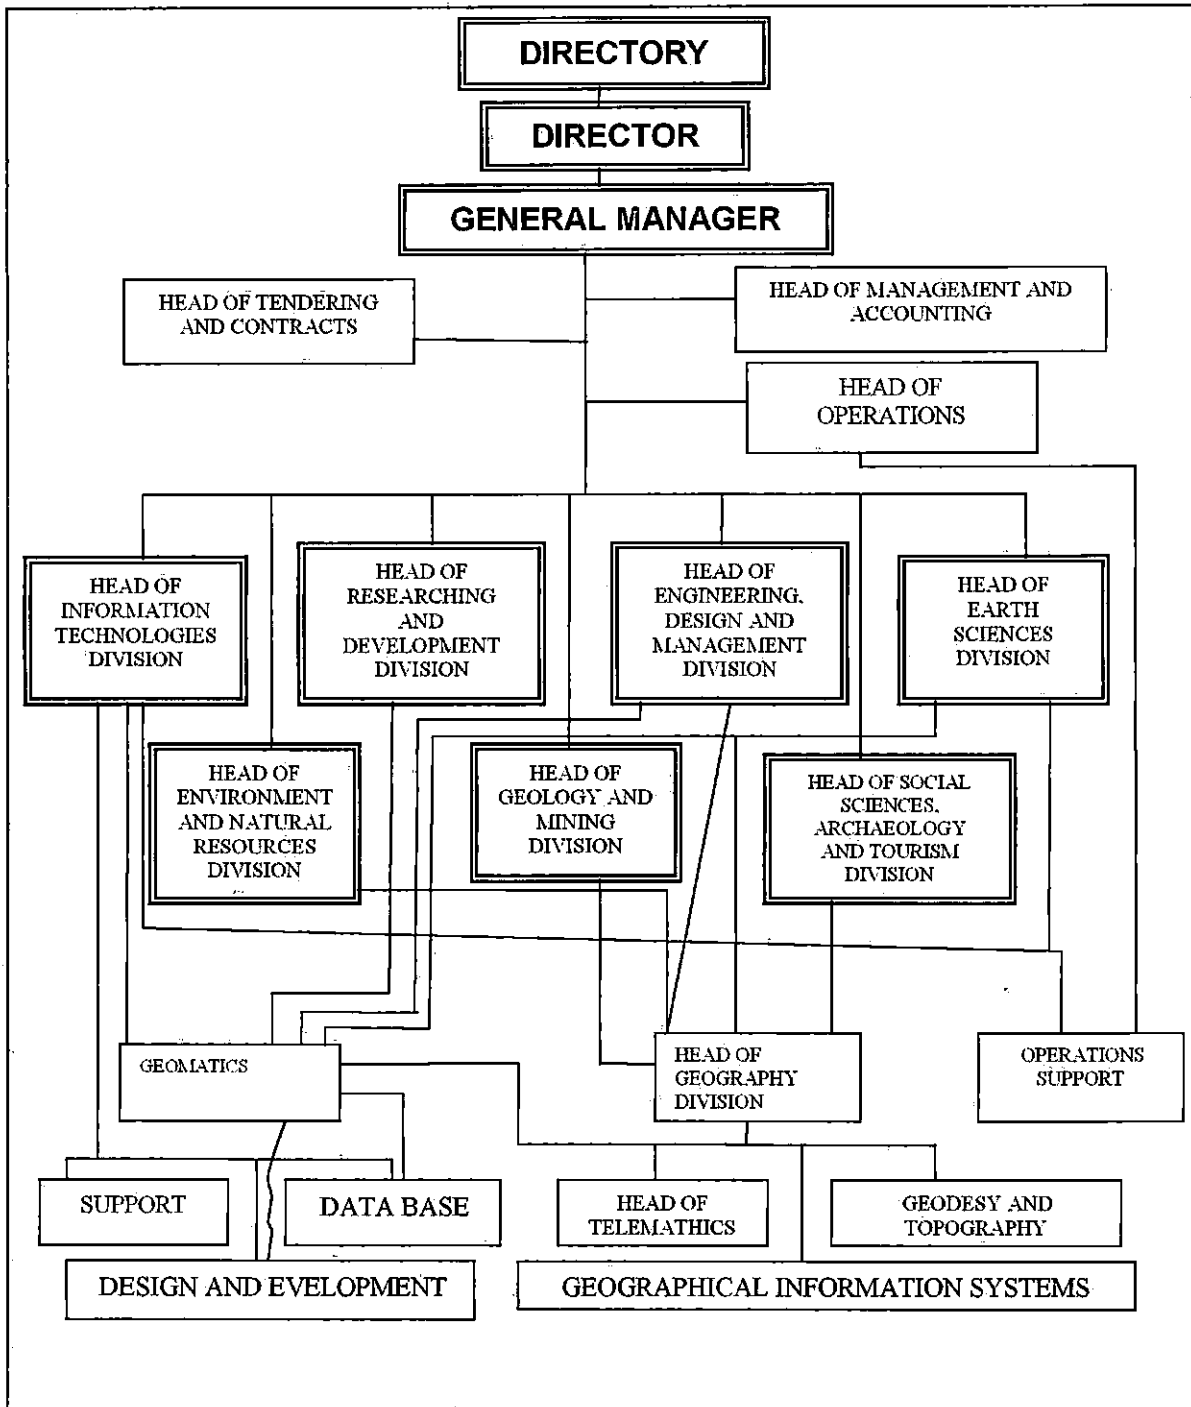 DIRECTORY
DIRECTOR
GENERAL MANAGER
HEAD OF TENDERING
AND CONTRACTS
HEAD OF MANAGEMENT AND
ACCOUNTING
HEAD OF
OPERATIONS
HEAD OF
INFORMATION
TECHNOLOGIES
DIVISION
HEAD OF
RESEARCHING
AND
DEVELOPMENT
DIVISION
HEAD OF
ENGINEERING,
DESIGN AND
MANAGEMENT
DIVISION
HEAD OF
EARTH
SCIENCES
DIVISION
HEAD OF
ENVIRONMENT
AND NATURAL
RESOURCES
DIVISION
HEAD OF
GEOLOGY AND
MINING
DIVISION
HEAD OF SOCIAL
SCIENCES,
ARCHAEOLOGY
AND TOURISM
DIVISION
GEOMATICS
HEAD OF
GEOGRAPHY
DIVISION
OPERATIONS
SUPPORT
SUPPORT
DATA BASE
HEAD OF
TELEMATHICS
GEODESY AND
TOPOGRAPHY
DESIGN AND EVELOPMENT
GEOGRAPHICAL INFORMATION SYSTEMS